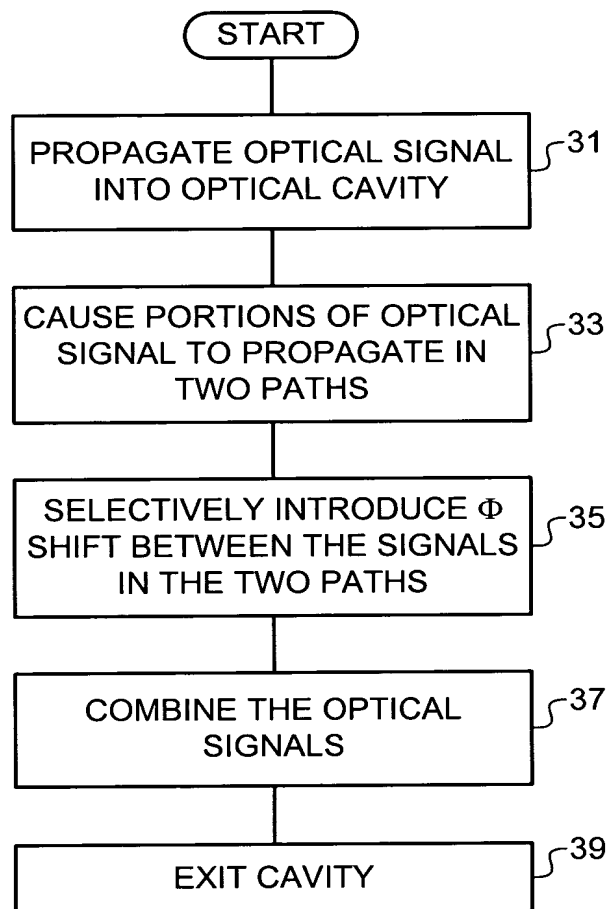 START
PROPAGATE OPTICAL SIGNAL
INTO OPTICAL CAVITY
31
CAUSE PORTIONS OF OPTICAL
SIGNAL TO PROPAGATE IN
TWO PATHS
33
SELECTIVELY INTRODUCE Φ
SHIFT BETWEEN THE SIGNALS
IN THE TWO PATHS
35
COMBINE THE OPTICAL
SIGNALS
37
EXIT CAVITY
39